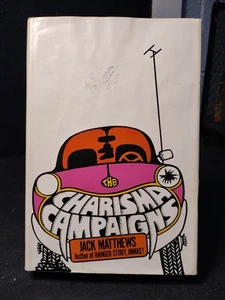 THE
CHARISMA
CAMPAIGNS
JACK MATTHEWS
Author of HANGER STOUT, AWAKE!